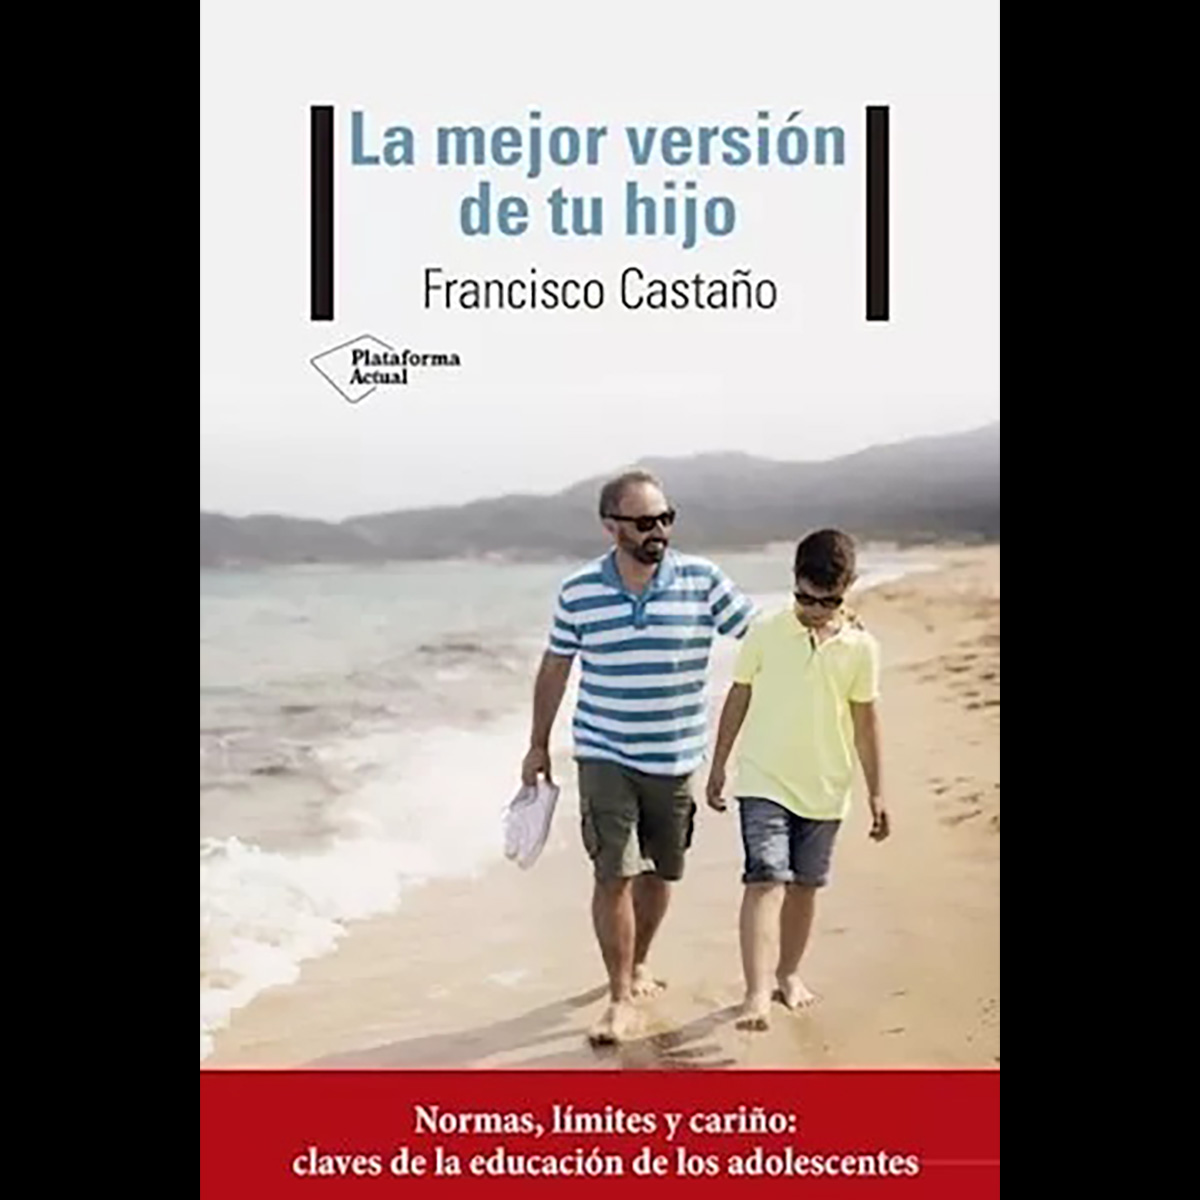 La mejor versión
de tu hijo
Francisco Castaño
Plataforma
Actual
Normas, límites y cariño:
claves de la educación de los adolescentes